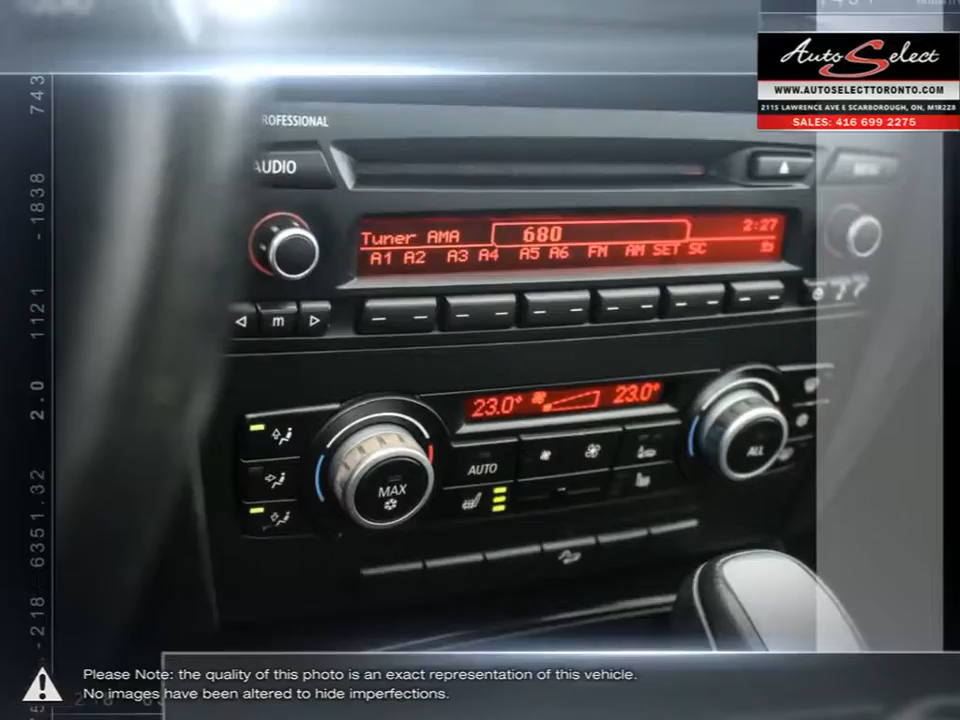 AutoSelect
WWW.AUTOSELECTTORONTO.COM
2115 LAWRENCE AVE E SCARBOROUGH, ON, M1R2Z8
SALES: 416 699 2275
743
-1838
1121
2.0
6351.32
-218
ROFESSIONAL
AUDIO
MENU
Tuner AMA 680 2:27
A1 A2 A3 A4 A5 A6 FM AM SET SC
m
23.0° 23.0°
AUTO
MAX
ALL
Please Note: the quality of this photo is an exact representation of this vehicle.
No images have been altered to hide imperfections.